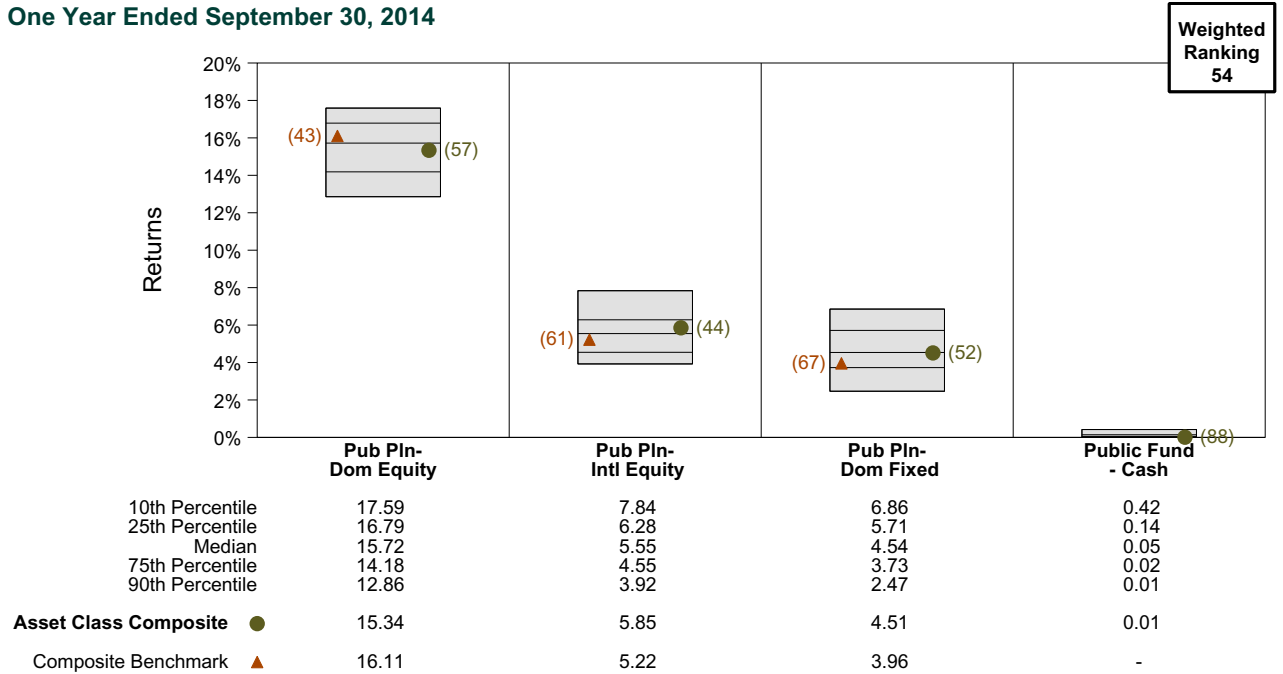 One Year Ended September 30, 2014
Weighted
Ranking
54
Returns
20%
18%
16%
14%
12%
10%
8%
6%
4%
2%
0%
(43)
(57)
(61)
(44)
(67)
(52)
(88)
Pub Pln-
Dom Equity
Pub Pln-
Intl Equity
Pub Pln-
Dom Fixed
Public Fund
- Cash
10th Percentile 17.59 7.84 6.86 0.42
25th Percentile 16.79 6.28 5.71 0.14
Median 15.72 5.55 4.54 0.05
75th Percentile 14.18 4.55 3.73 0.02
90th Percentile 12.86 3.92 2.47 0.01
Asset Class Composite 15.34 5.85 4.51 0.01
Composite Benchmark 16.11 5.22 3.96 -